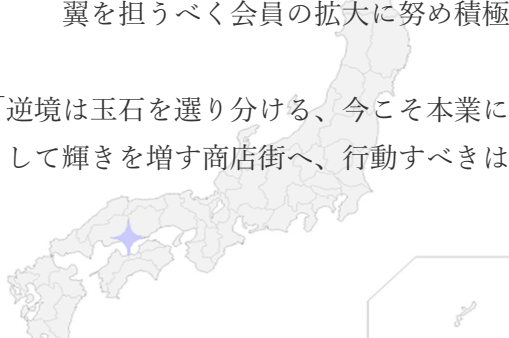 翼を担うべく会員の拡大に努め積極
「逆境は玉石を選り分ける、今こそ本業に
して輝きを増す商店街へ、行動すべきは